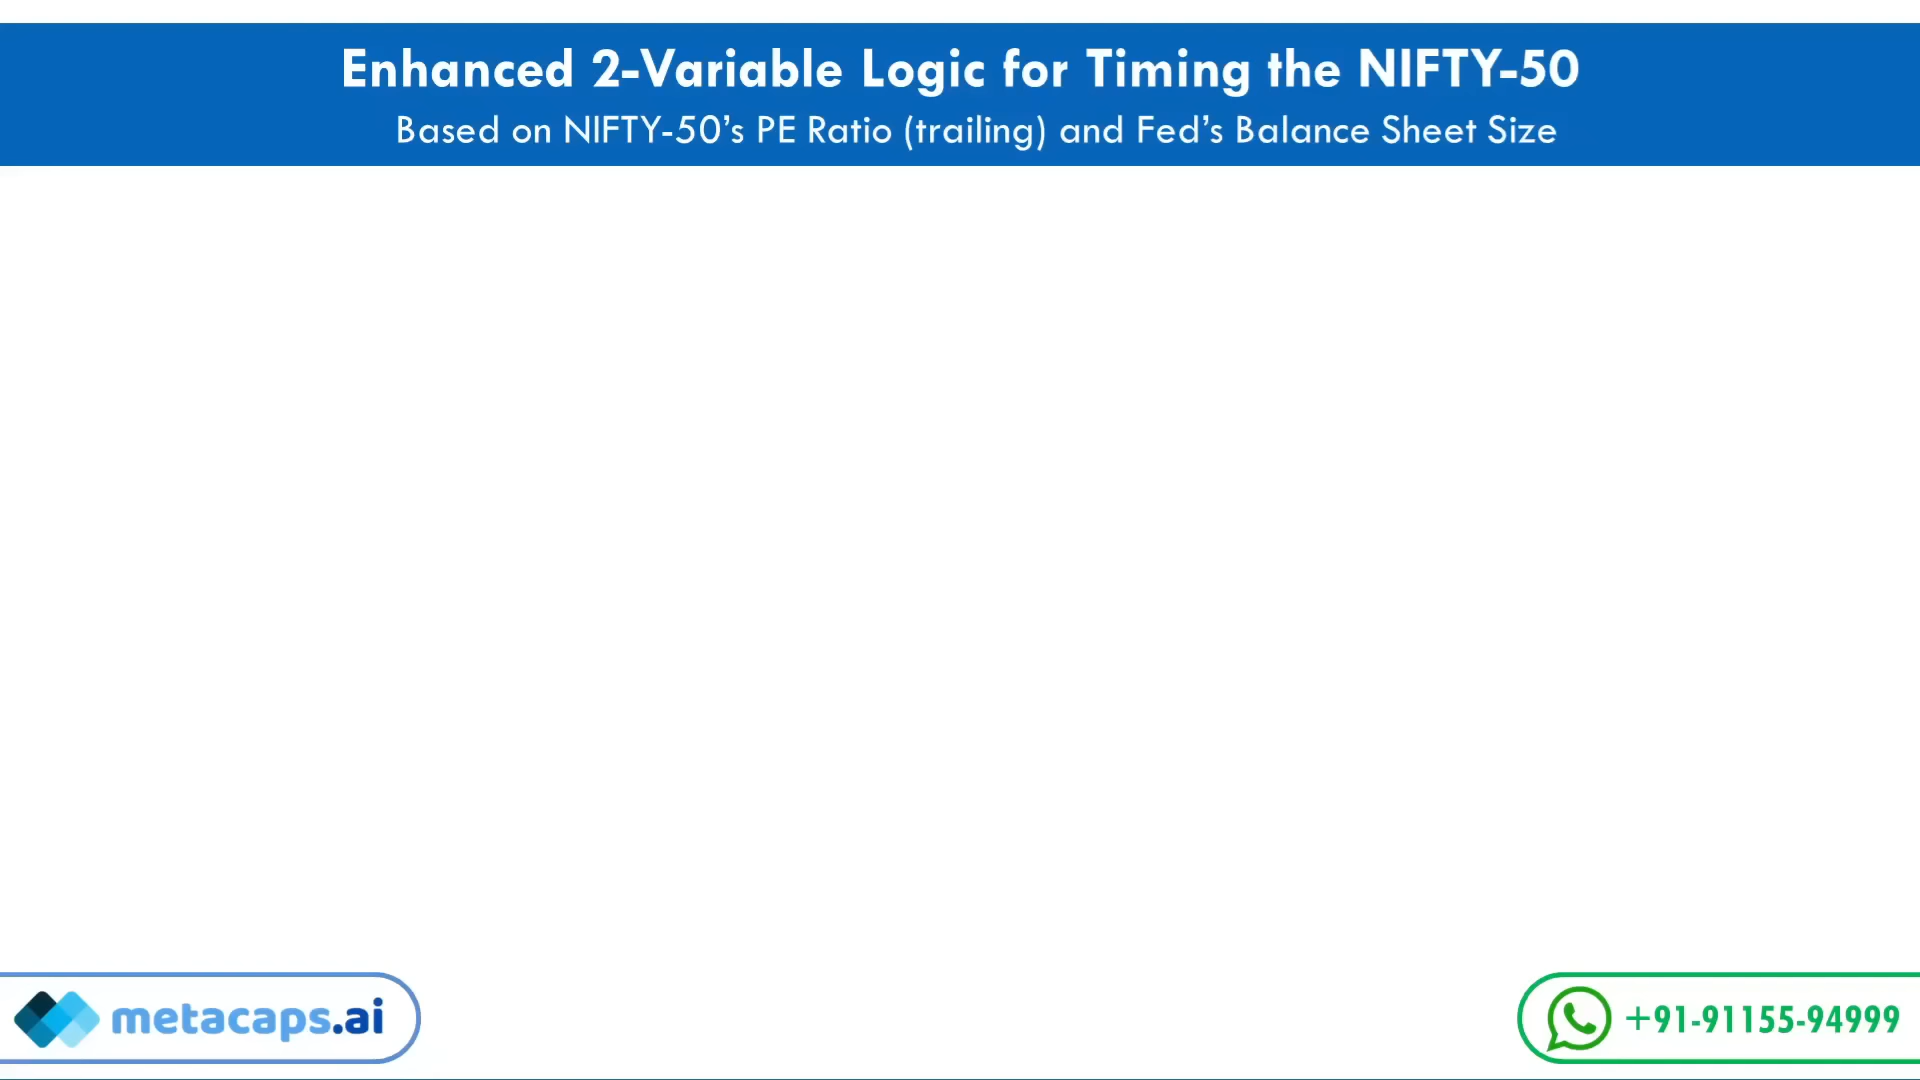 Enhanced 2-Variable Logic for Timing the NIFTY-50
Based on NIFTY-50’s PE Ratio (trailing) and Fed’s Balance Sheet Size
metacaps.ai
+91-91155-94999